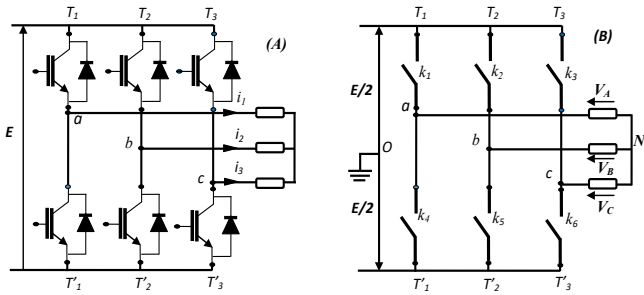 T1 T2 T3
(A)
a
i1
E
b
i2
c
i3
T'1 T'2 T'3
T1 T2 T3
(B)
k1 k2 k3
E/2
VA
a
N
O
b
VB
c
VC
E/2
k4 k5 k6
T'1 T'2 T'3